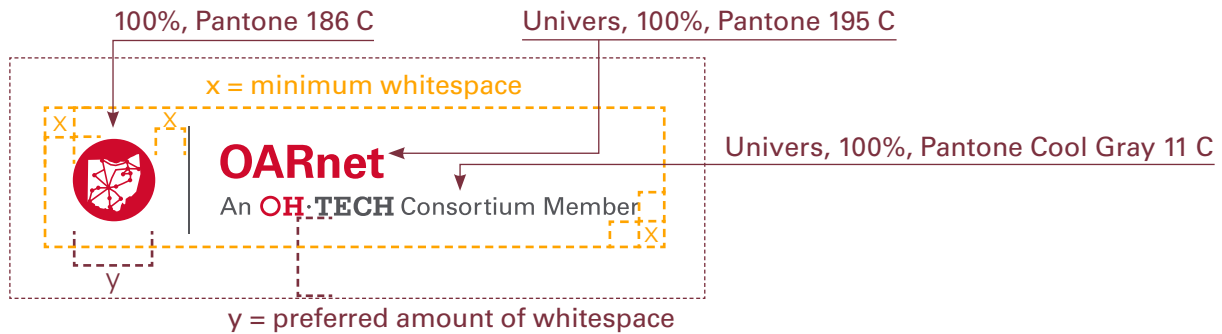 100%, Pantone 186 C
Univers, 100%, Pantone 195 C
x = minimum whitespace
x
x
OARnet
Univers, 100%, Pantone Cool Gray 11 C
An OH·TECH Consortium Member
x
y
y = preferred amount of whitespace